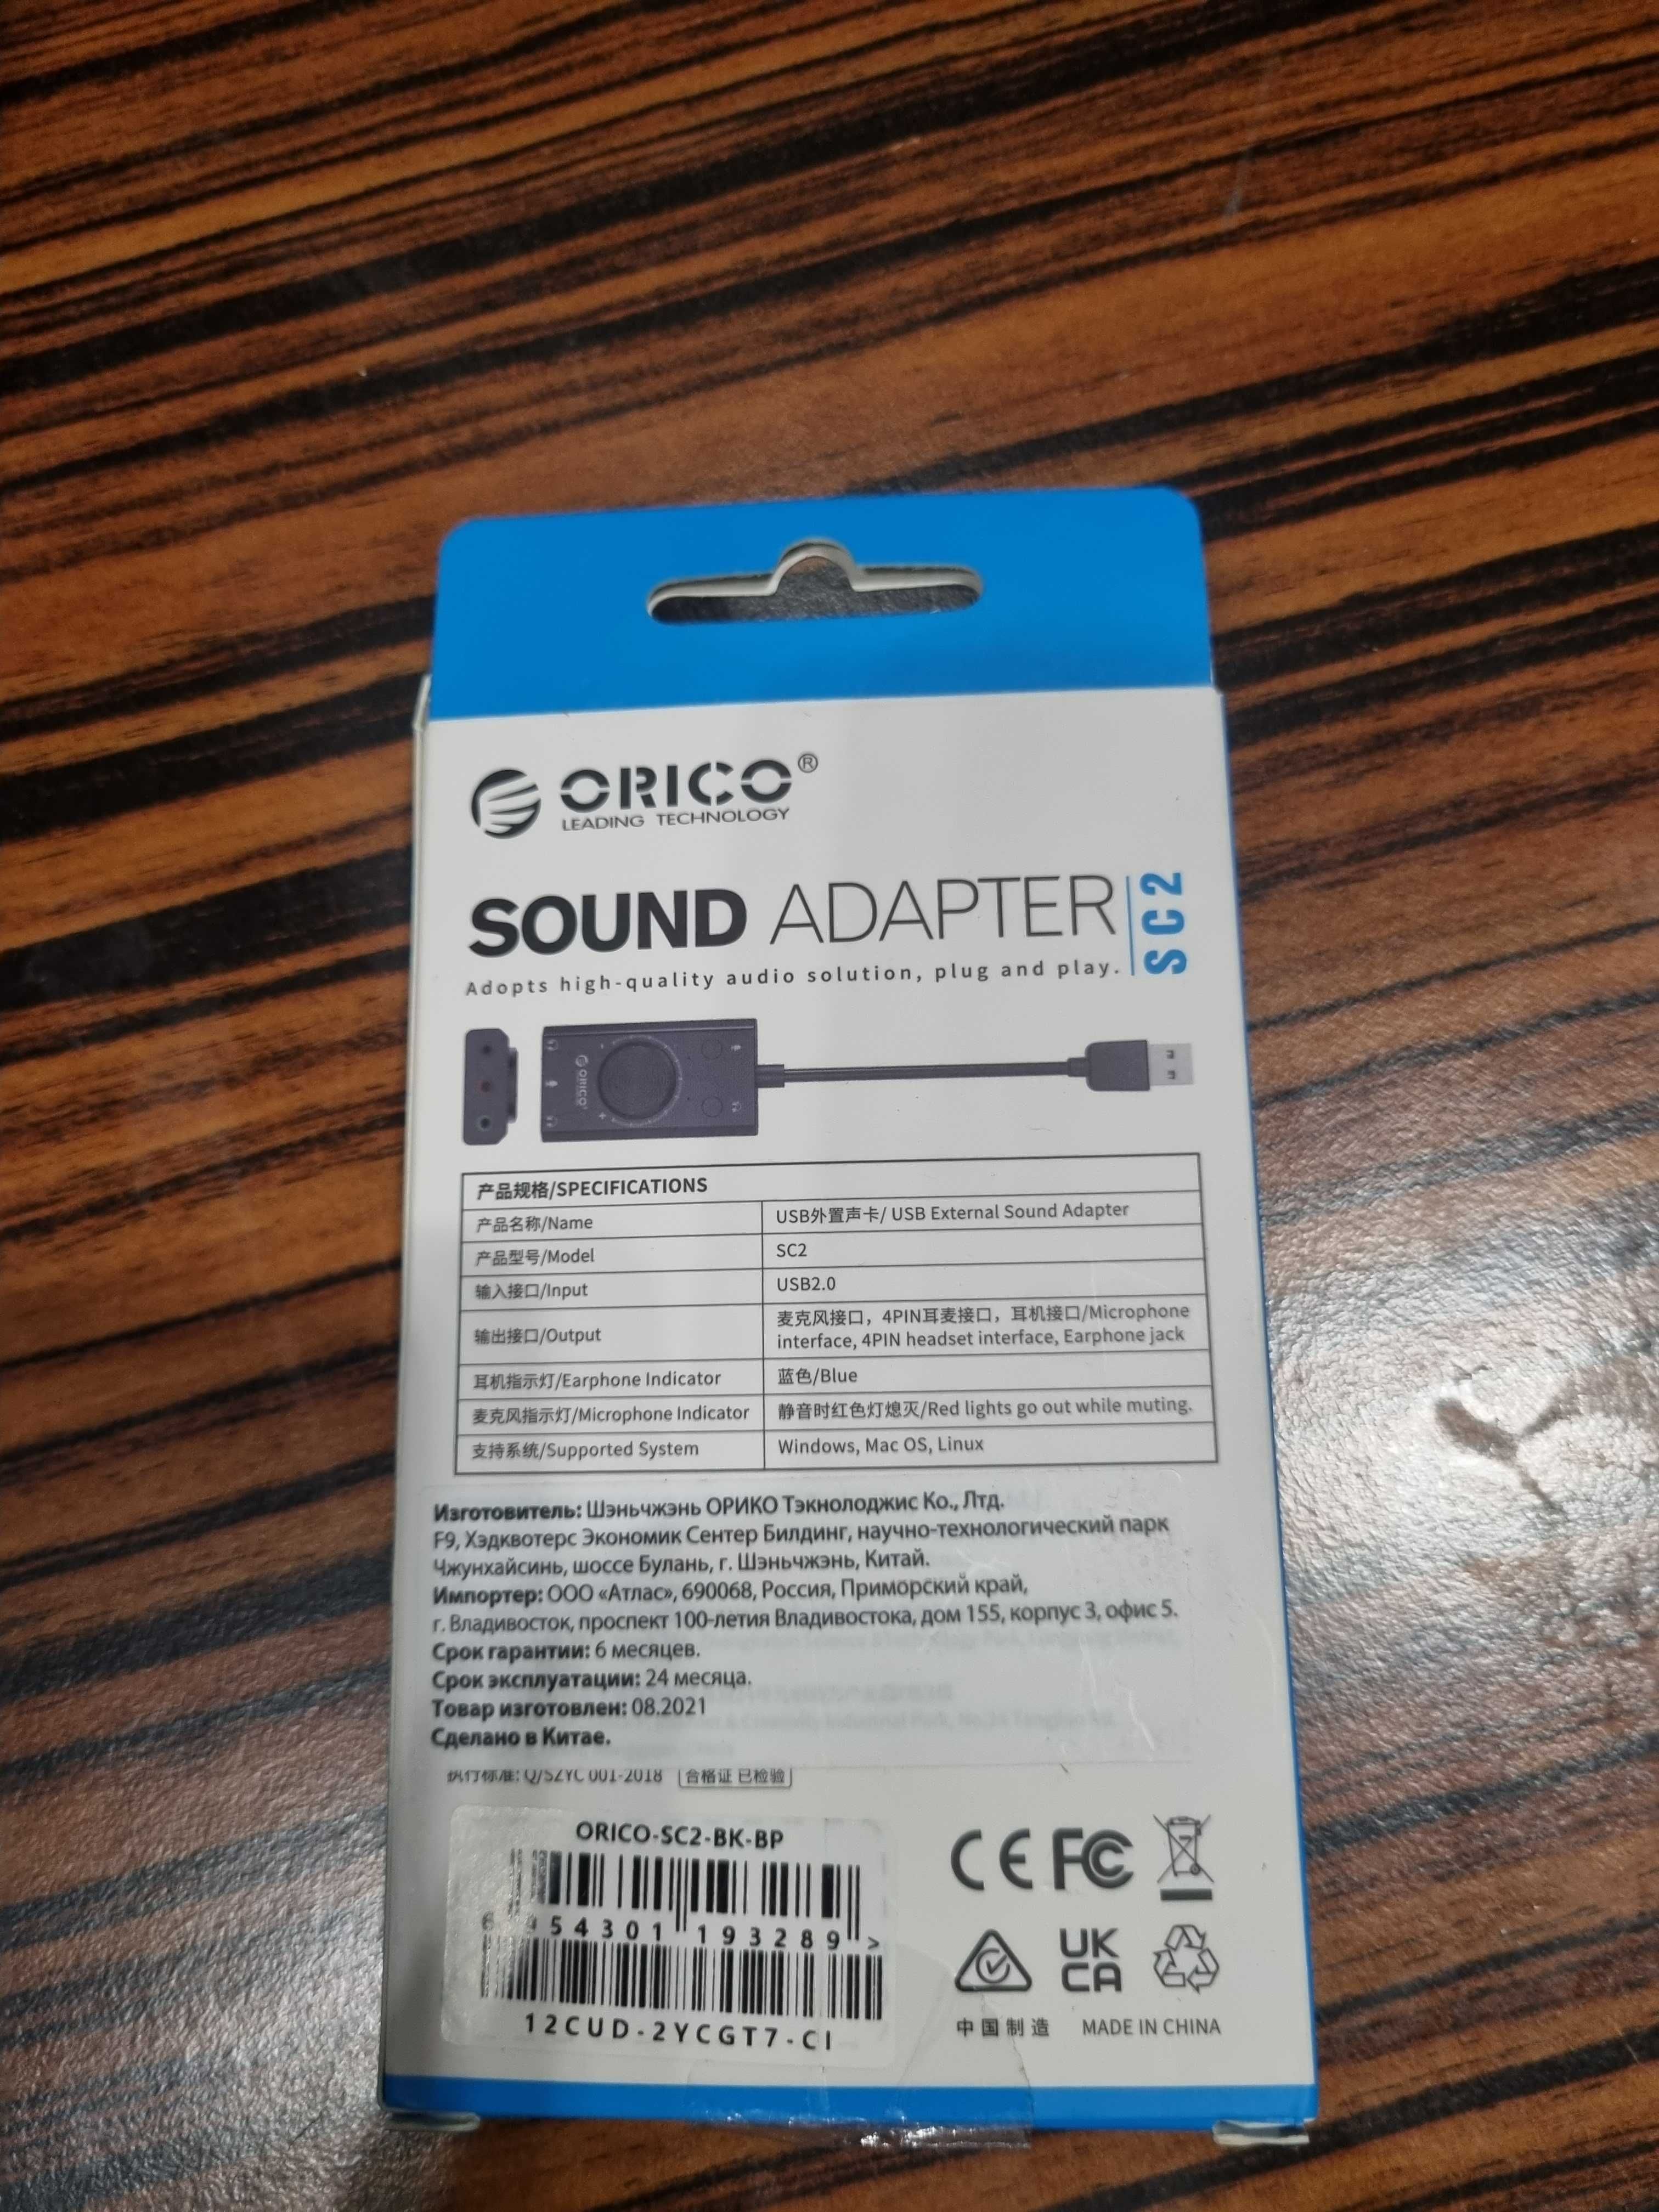 ORICO®
LEADING TECHNOLOGY
SOUND ADAPTER SC2
Adopts high-quality audio solution, plug and play.
ORICO
产品规格/SPECIFICATIONS
产品名称/Name USB外置声卡/ USB External Sound Adapter
产品型号/Model SC2
输入接口/Input USB2.0
输出接口/Output 麦克风接口，4PIN耳麦接口，耳机接口/Microphone
interface, 4PIN headset interface, Earphone jack
耳机指示灯/Earphone Indicator 蓝色/Blue
麦克风指示灯/Microphone Indicator 静音时红色灯熄灭/Red lights go out while muting.
支持系统/Supported System Windows, Mac OS, Linux
Изготовитель: Шэньчжэнь ОРИКО Тэкнолоджис Ко., Лтд.
F9, Хэдквотерс Экономик Сентер Билдинг, научно-технологический парк
Чжунхайсинь, шоссе Булань, г. Шэньчжэнь, Китай.
Импортер: ООО «Атлас», 690068, Россия, Приморский край,
г. Владивосток, проспект 100-летия Владивостока, дом 155, корпус 3, офис 5.
Срок гарантии: 6 месяцев.
Срок эксплуатации: 24 месяца.
Товар изготовлен: 08.2021
Сделано в Китае.
执行标准: Q/SZYC 001-2018 合格证 已检验
ORICO-SC2-BK-BP
54301 193289 >
12CUD-2YCGT7-CI
CE FC
UK
CA
中国制造 MADE IN CHINA